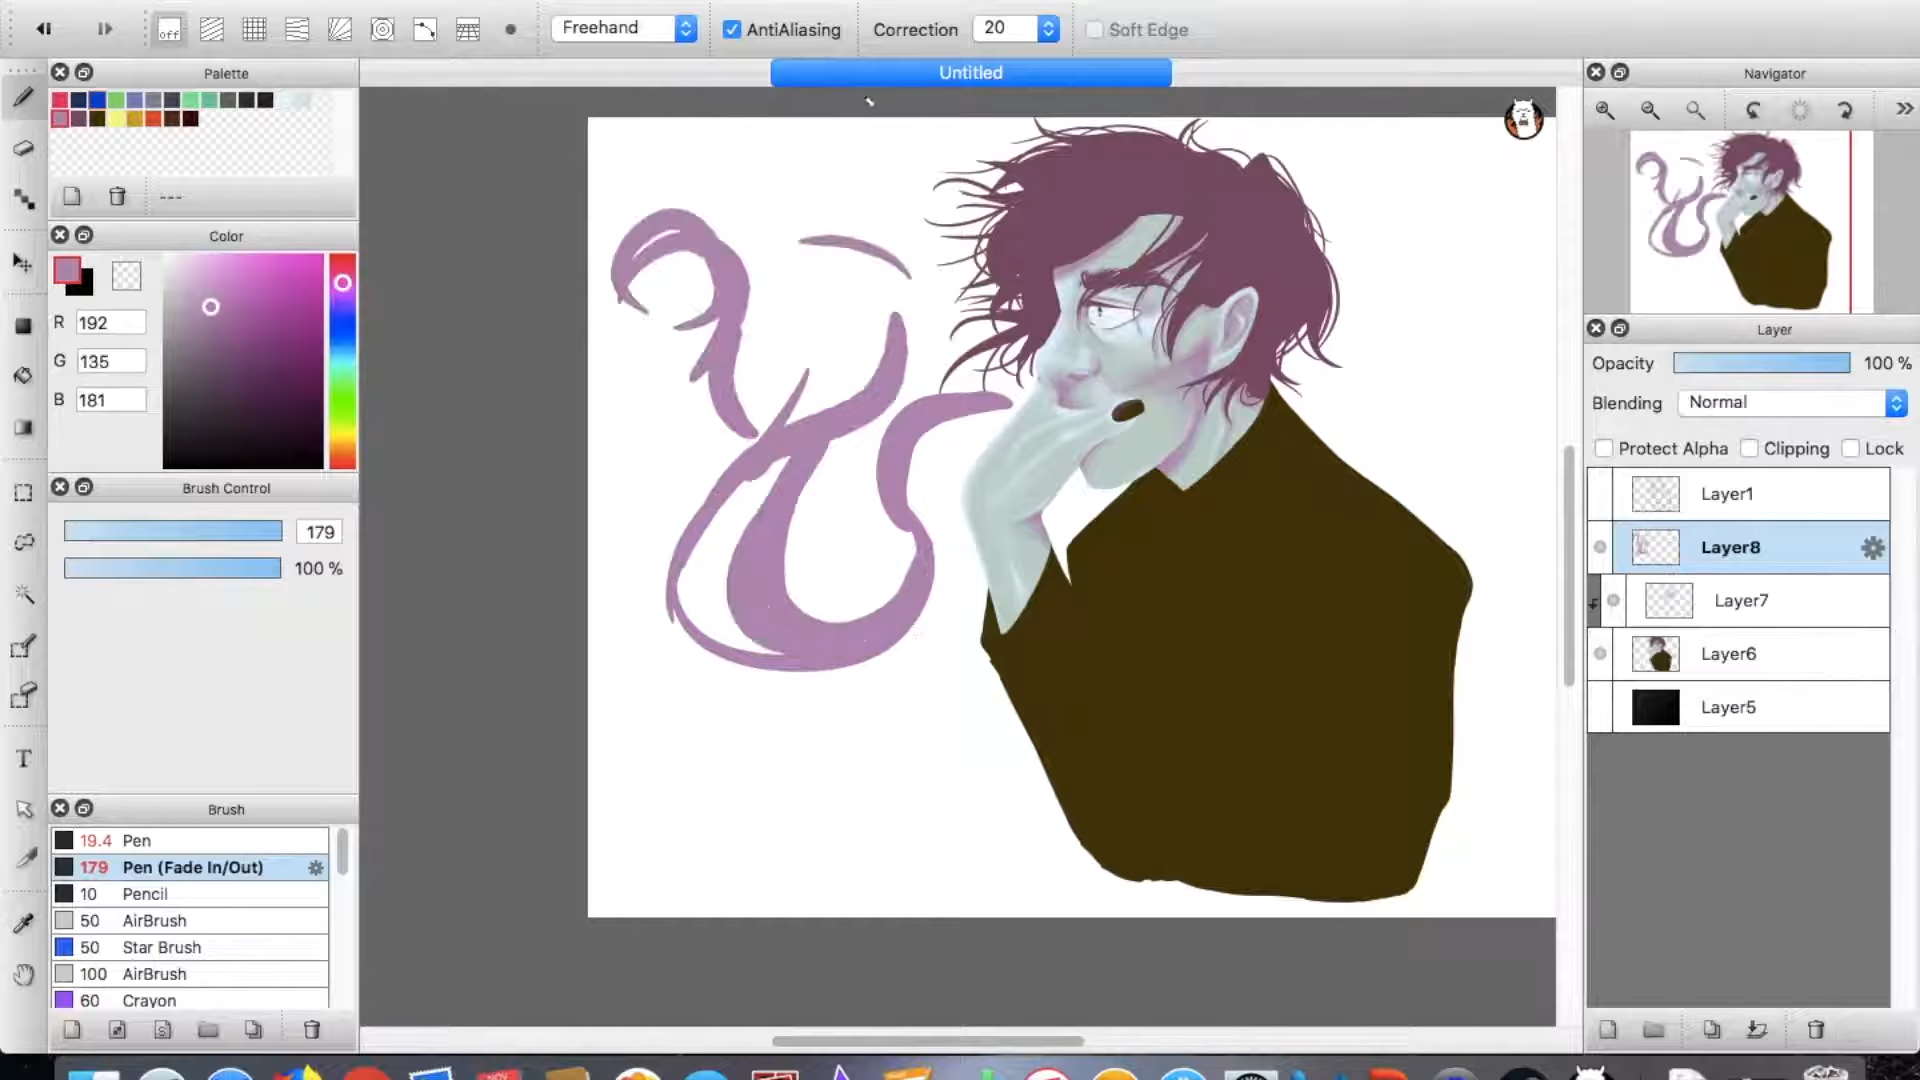 off
Freehand
AntiAliasing
Correction
20
Soft Edge
Palette
Untitled
Navigator
---
Color
R 192
G 135
B 181
Brush Control
179
100 %
Brush
19.4 Pen
179 Pen (Fade In/Out)
10 Pencil
50 AirBrush
50 Star Brush
100 AirBrush
60 Crayon
T
Layer
Opacity 100 %
Blending Normal
Protect Alpha Clipping Lock
Layer1
Layer8
Layer7
Layer6
Layer5
NOV